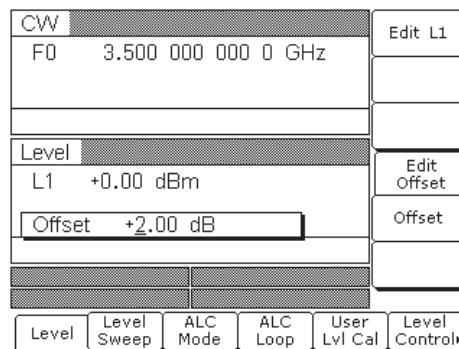 CW
F0 3.500 000 000 0 GHz
Level
L1 +0.00 dBm
Offset +2.00 dB
Edit L1
Edit
Offset
Offset
Level
Level
Sweep
ALC
Mode
ALC
Loop
User
Lvl Cal
Level
Control